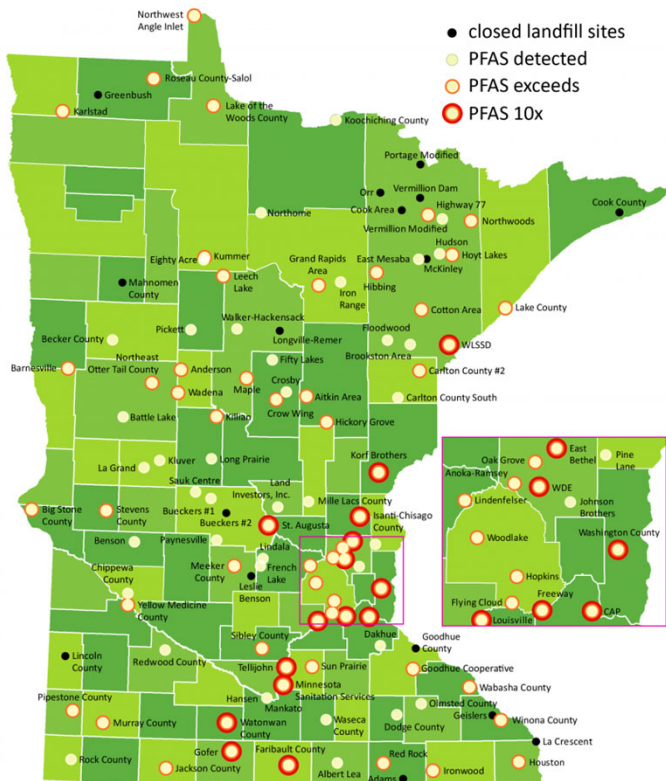 Northwest
Angle Inlet
closed landfill sites
PFAS detected
PFAS exceeds
PFAS 10x
Roseau County-Salol
Greenbush
Karlstad
Lake of the
Woods County
Koochiching County
Portage Modified
Orr
Vermillion Dam
Cook Area
Highway 77
Cook County
Northome
Vermillion Modified
Northwoods
Hudson
Eighty Acre
Kummer
Grand Rapids
Area
East Mesaba
McKinley
Hoyt Lakes
Leech
Lake
Iron
Range
Hibbing
Mahnomen
County
Walker-Hackensack
Cotton Area
Lake County
Becker County
Pickett
Longville-Remer
Floodwood
Brookston Area
WLSSD
Barnesville
Northeast
Otter Tail County
Anderson
Fifty Lakes
Carlton County #2
Wadena
Maple
Crosby
Crow Wing
Aitkin Area
Carlton County South
Battle Lake
Killian
Hickory Grove
La Grand
Kluver
Long Prairie
Korf Brothers
Sauk Centre
Land
Investors, Inc.
Mille Lacs County
Big Stone
County
Stevens
County
Bueckers #1
Bueckers #2
St. Augusta
Isanti-Chisago
County
Benson
Paynesville
Lindala
French
Lake
Chippewa
County
Meeker
County
Leslie
Benson
Yellow Medicine
County
Oak Grove
East
Bethel
Pine
Lane
Anoka-Ramsey
WDE
Lindenfelser
Johnson
Brothers
Woodlake
Washington County
Hopkins
Flying Cloud
Freeway
Louisville
CAP
Sibley County
Dakhue
Goodhue
County
Lincoln
County
Redwood County
Tellijohn
Sun Prairie
Goodhue Cooperative
Minnesota
Sanitation Services
Wabasha County
Pipestone County
Hansen
Mankato
Olmsted County
Geislers
Murray County
Watonwan
County
Waseca
County
Dodge County
Winona County
La Crescent
Rock County
Gofer
Faribault County
Red Rock
Houston
Jackson County
Albert Lea
Adams
Ironwood